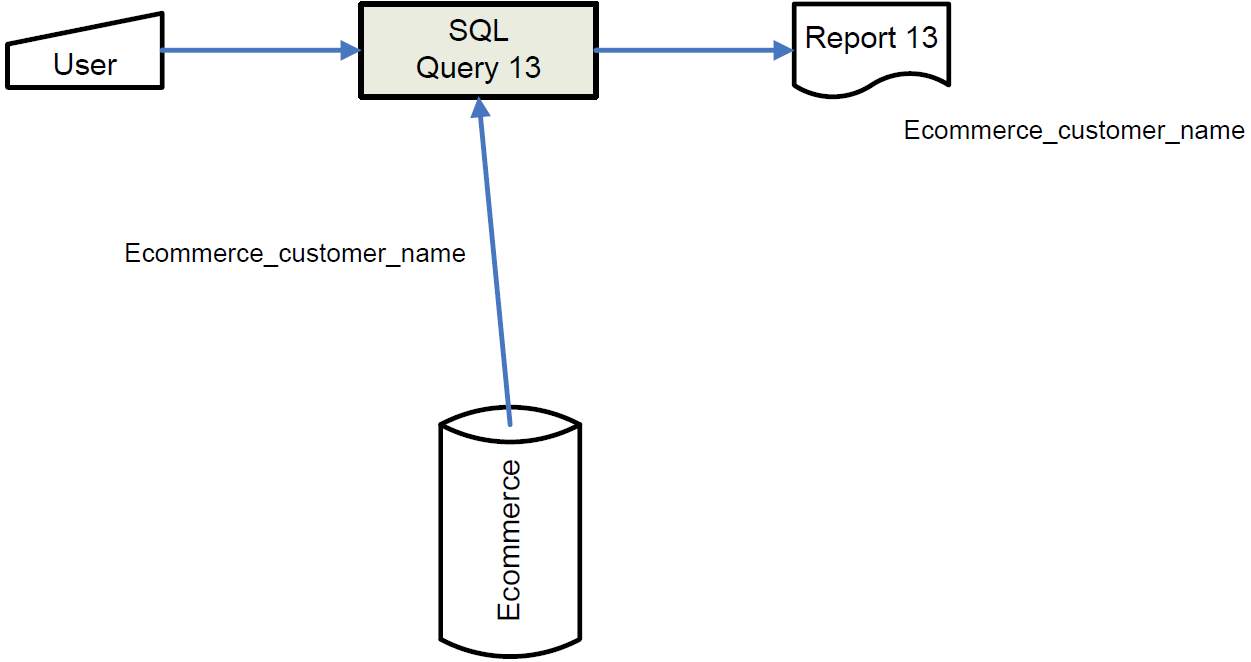 User
SQL
Query 13
Report 13
Ecommerce_customer_name
Ecommerce_customer_name
Ecommerce